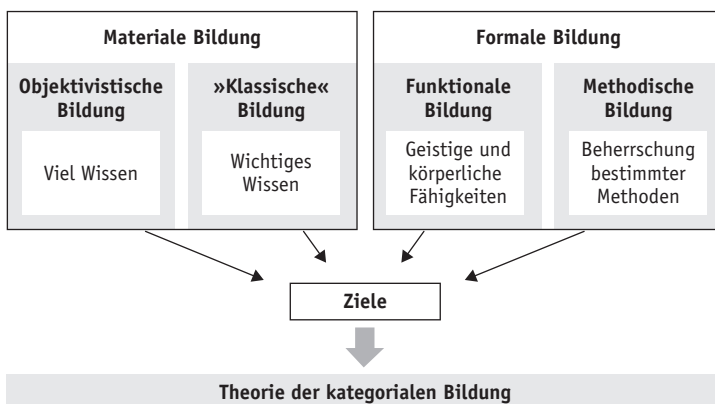 Materiale Bildung
Objektivistische
Bildung
Viel Wissen
»Klassische«
Bildung
Wichtiges
Wissen
Formale Bildung
Funktionale
Bildung
Geistige und
körperliche
Fähigkeiten
Methodische
Bildung
Beherrschung
bestimmter
Methoden
Ziele
Theorie der kategorialen Bildung